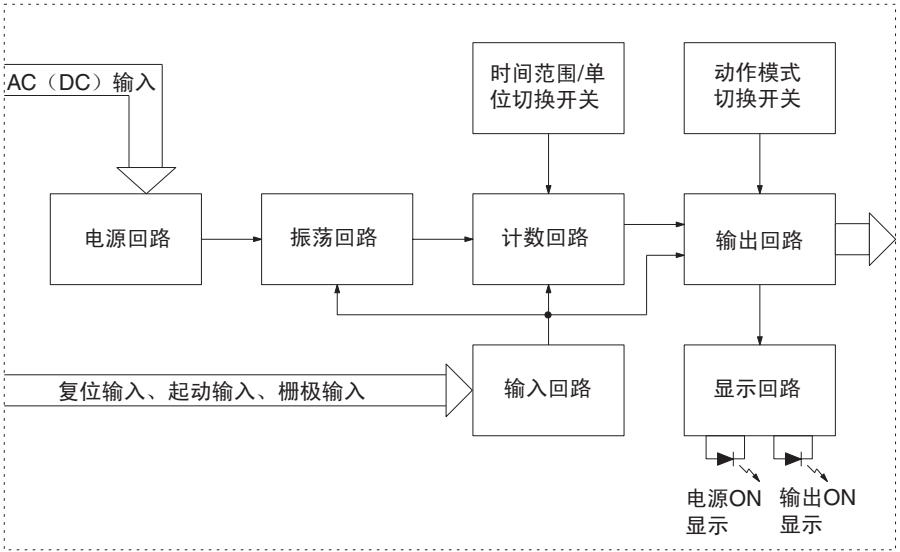 AC（DC）输入
时间范围/单
位切换开关
动作模式
切换开关
电源回路
振荡回路
计数回路
输出回路
复位输入、起动输入、栅极输入
输入回路
显示回路
电源ON
显示
输出ON
显示